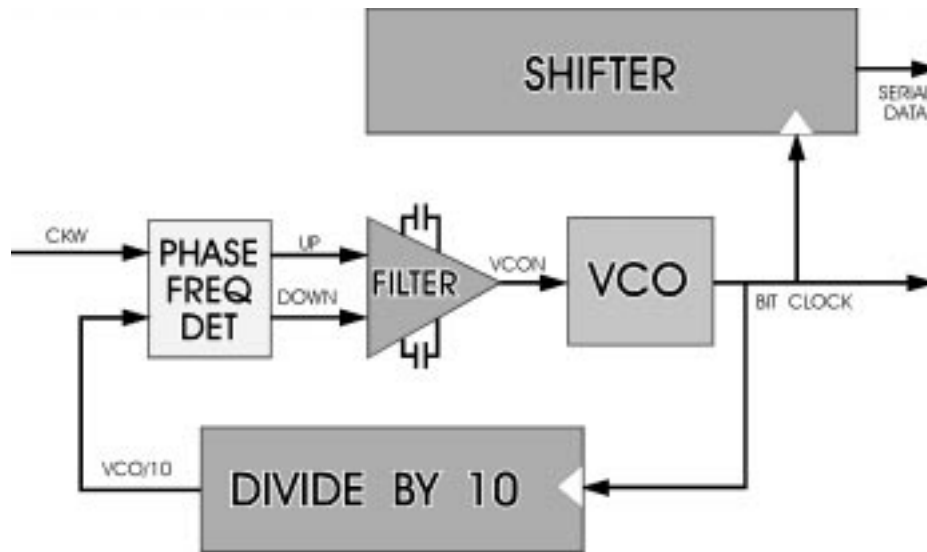 SHIFTER
SERIAL
DATA
CKW
PHASE
FREQ
DET
UP
DOWN
FILTER
VCON
VCO
BIT CLOCK
VCO/10
DIVIDE BY 10